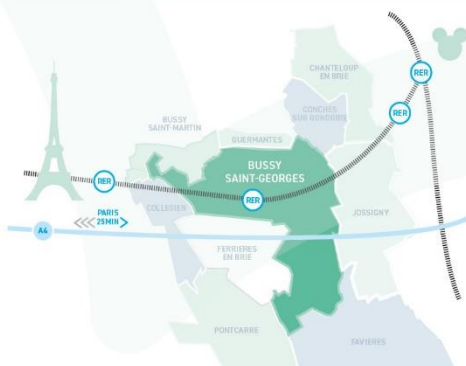 RER
CHANTELOUP
EN BRIE
RER
CONCHES
SUR GONDOIRE
BUSSY
SAINT-MARTIN
GUERMANTES
BUSSY
SAINT-GEORGES
RER
RER
COLLEGIEN
JOSSIGNY
PARIS
25MIN
A4
FERRIERES
EN BRIE
PONTCARRE
FAVIERES